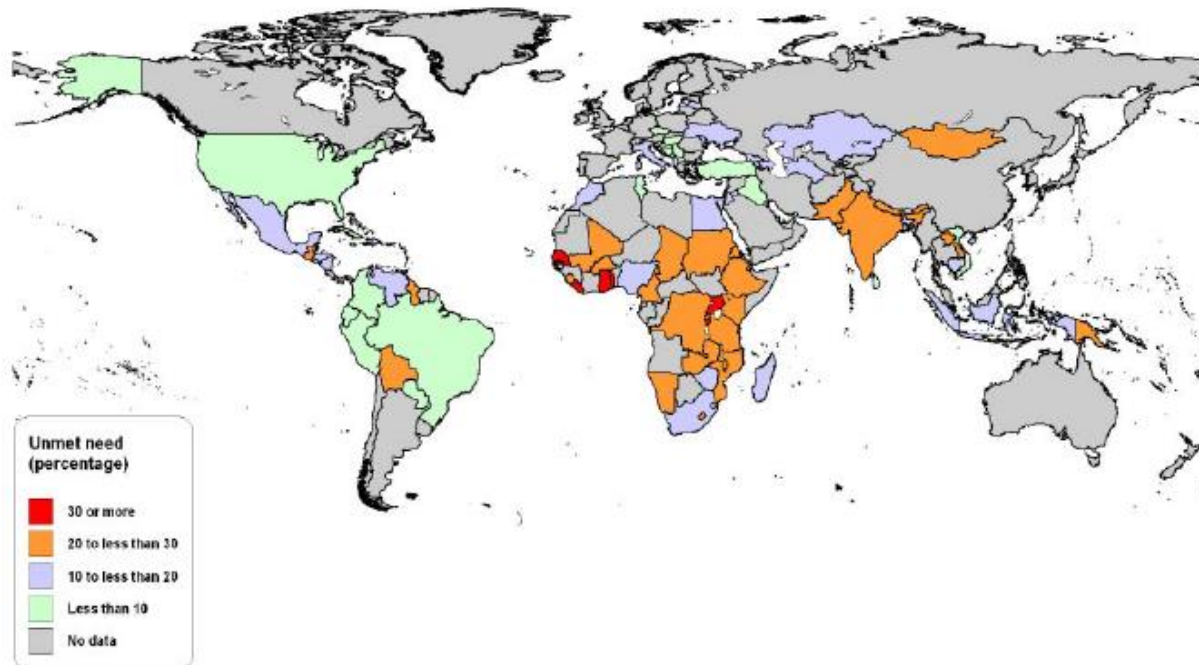 Unmet need
(percentage)
30 or more
20 to less than 30
10 to less than 20
Less than 10
No data